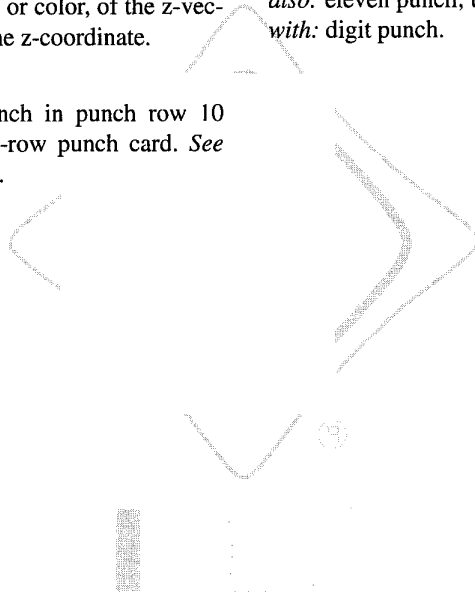 or color, of the z-vec-
e z-coordinate.
nch in punch row 10
-row punch card. See
.
also: eleven punch,
with: digit punch.